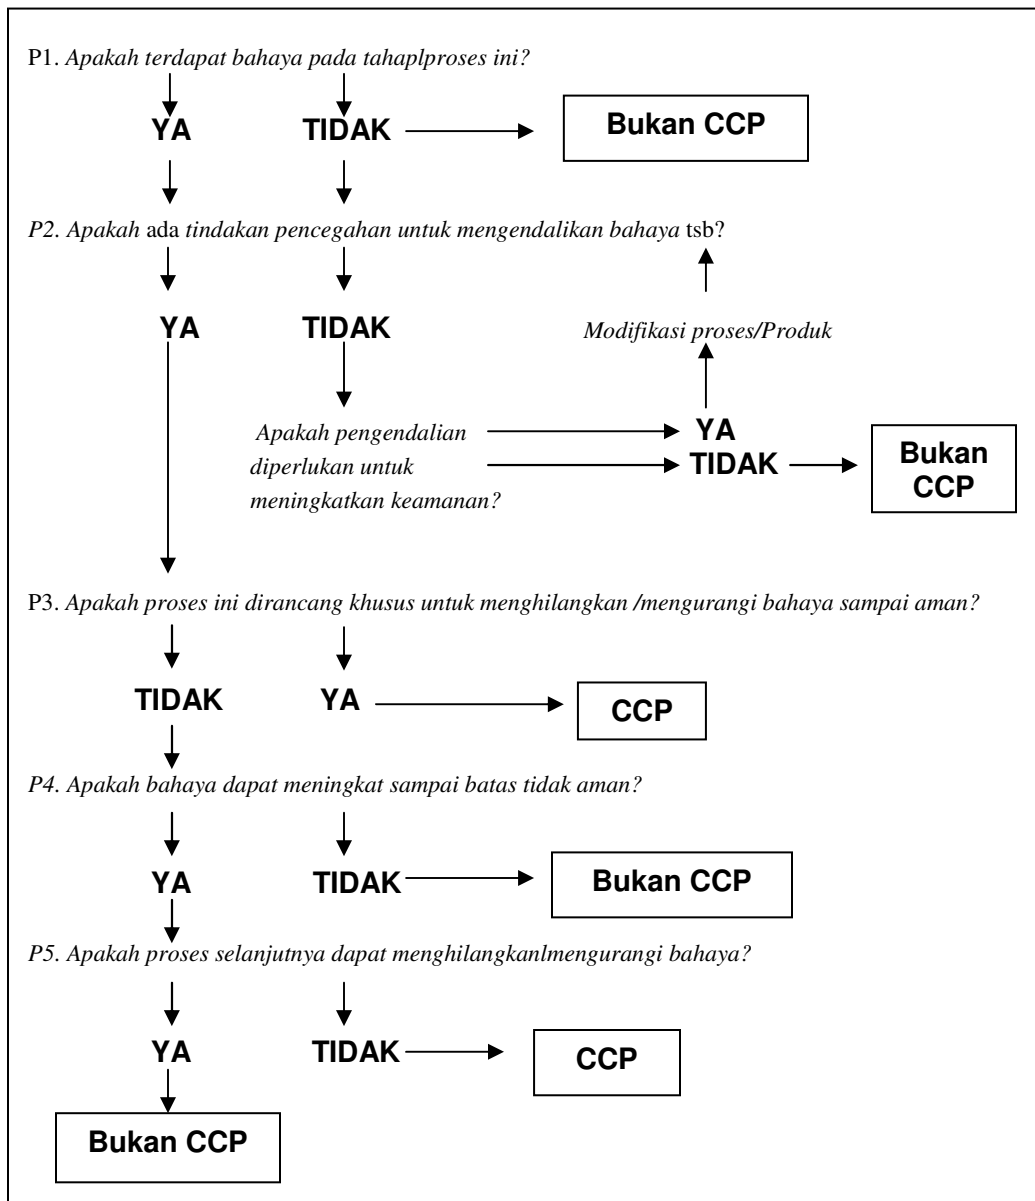 P1. Apakah terdapat bahaya pada tahaplproses ini?
YA TIDAK Bukan CCP
P2. Apakah ada tindakan pencegahan untuk mengendalikan bahaya tsb?
YA TIDAK Modifikasi proses/Produk
Apakah pengendalian YA
diperlukan untuk TIDAK Bukan
meningkatkan keamanan? CCP
P3. Apakah proses ini dirancang khusus untuk menghilangkan /mengurangi bahaya sampai aman?
TIDAK YA CCP
P4. Apakah bahaya dapat meningkat sampai batas tidak aman?
YA TIDAK Bukan CCP
P5. Apakah proses selanjutnya dapat menghilangkanlmengurangi bahaya?
YA TIDAK CCP
Bukan CCP